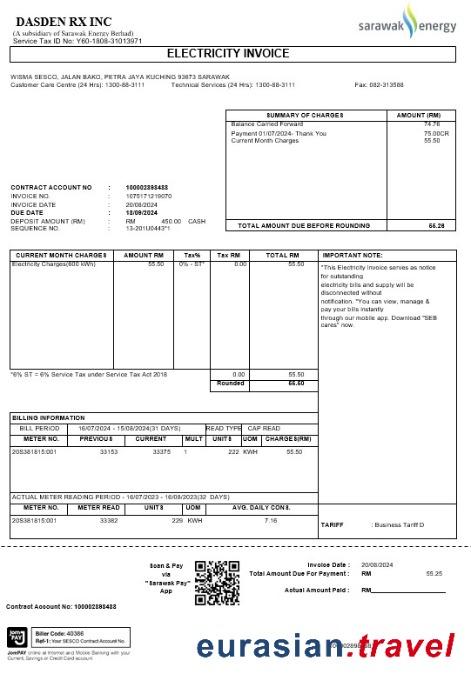 DASDEN RX INC
(A subsidiary of Sarawak Energy Berhad)
Service Tax ID No: Y60-1808-31013971
sarawak energy
ELECTRICITY INVOICE
WISMA SESCO, JALAN BAKO, PETRA JAYA KUCHING 93673 SARAWAK
Customer Care Centre (24 Hrs): 1300-88-3111 Technical Services (24 Hrs): 1300-88-3111 Fax: 082-313588
SUMMARY OF CHARGES AMOUNT (RM)
Balance Carried Forward 74.76
Payment 01/07/2024- Thank You 75.00CR
Current Month Charges 55.50
CONTRACT ACCOUNT NO : 100002898488
INVOICE NO. : 1075171219070
INVOICE DATE : 20/08/2024
DUE DATE : 18/09/2024
DEPOSIT AMOUNT (RM) : RM 450.00 CASH
SEQUENCE NO. : 13-201U0443*1
TOTAL AMOUNT DUE BEFORE ROUNDING 55.26
CURRENT MONTH CHARGES AMOUNT RM Tax% Tax RM TOTAL RM IMPORTANT NOTE:
Electricity Charges(600 kWh) 55.50 0% - ST* 0.00 55.50
"This Electricity Invoice serves as notice
for outstanding
electricity bills and supply will be
disconnected without
notification. "You can view, manage &
pay your bills instantly
through our mobile app. Download "SEB
cares" now.
*6% ST = 6% Service Tax under Service Tax Act 2018 0.00 55.50
Rounded 55.50
BILLING INFORMATION
BILL PERIOD 16/07/2024 - 15/08/2024(31 DAYS) READ TYPE CAP READ
METER NO. PREVIOUS CURRENT MULT UNITS UOM CHARGES(RM)
20S381815:001 33153 33375 1 222 KWH 55.50
ACTUAL METER READING PERIOD - 16/07/2023 - 16/08/2023(32 DAYS)
METER NO. METER READ UNITS UOM AVG. DAILY CONS.
20S381815:001 33382 229 KWH 7.16
TARIFF : Business Tariff D
Scan & Pay
via
"Sarawak Pay"
App
Invoice Date : 20/08/2024
Total Amount Due For Payment : RM 55.25
Actual Amount Paid : RM
Contract Account No: 100002898488
JomPAY
Biller Code: 40386
Ref-1: Your SESCO Contract Account No.
JomPAY online at Internet and Mobile Banking with your
Current, Savings or Credit Card account
eurasian.travel